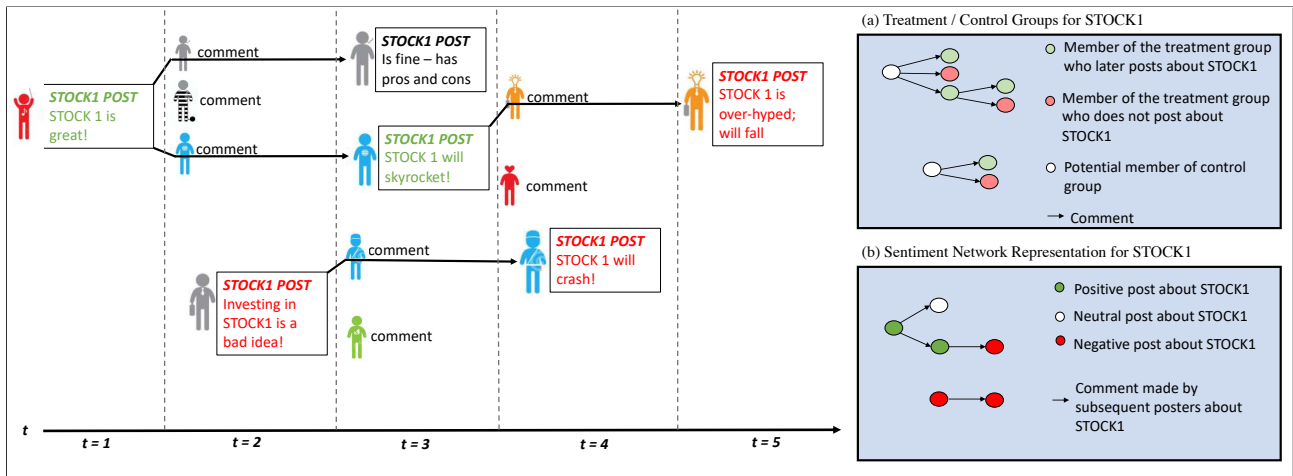 comment
STOCK1 POST
Is fine – has
pros and cons
STOCK1 POST
STOCK 1 is
great!
comment
comment
STOCK1 POST
STOCK 1 will
skyrocket!
comment
STOCK1 POST
STOCK 1 is
over-hyped;
will fall
comment
STOCK1 POST
Investing in
STOCK1 is a
bad idea!
comment
comment
STOCK1 POST
STOCK 1 will
crash!
t
t = 1
t = 2
t = 3
t = 4
t = 5
(a) Treatment / Control Groups for STOCK1
Member of the treatment group
who later posts about STOCK1
Member of the treatment group
who does not post about
STOCK1
Potential member of control
group
Comment
(b) Sentiment Network Representation for STOCK1
Positive post about STOCK1
Neutral post about STOCK1
Negative post about STOCK1
Comment made by
subsequent posters about
STOCK1